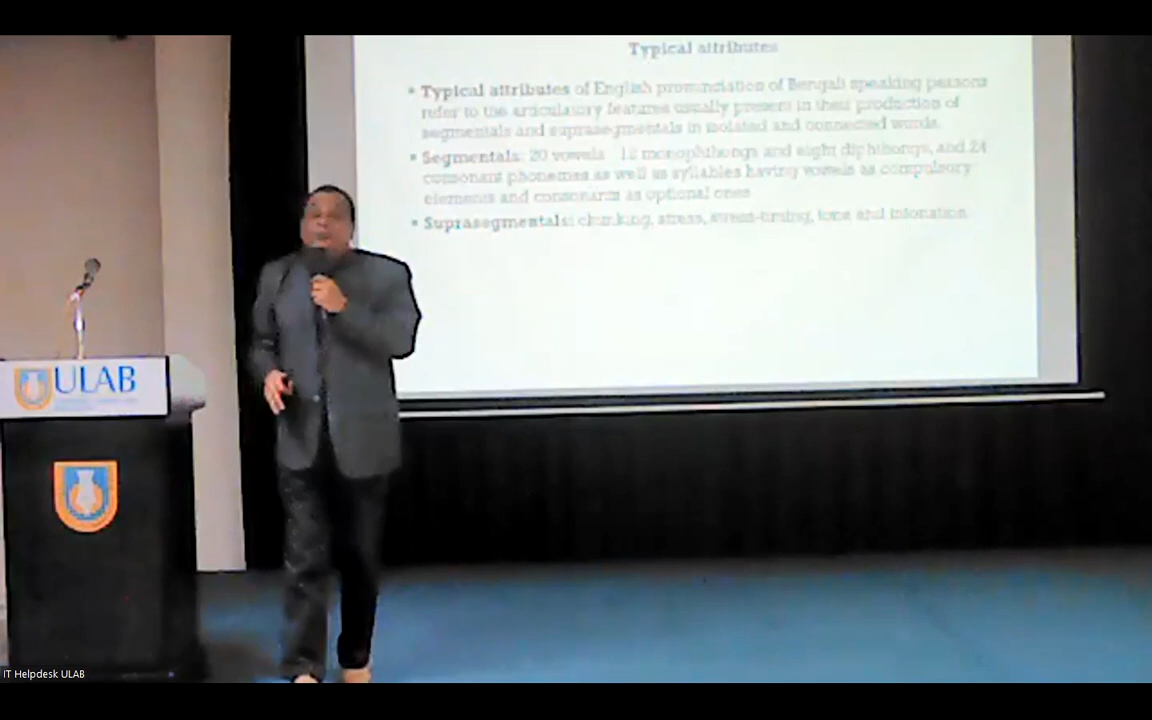 Typical attributes
• Typical attributes of English pronunciation of Bengali speaking persons
refer to the articulatory features usually present in their production of
segmentals and suprasegmentals in isolated and connected words.
• Segmentals: 20 vowels 12 monophthongs and eight diphthongs, and 24
consonant phonemes as well as syllables having vowels as compulsory
elements and consonants as optional ones
• Suprasegmentals: chunking, stress, stress-timing, tone and intonation.
ULAB
IT Helpdesk ULAB